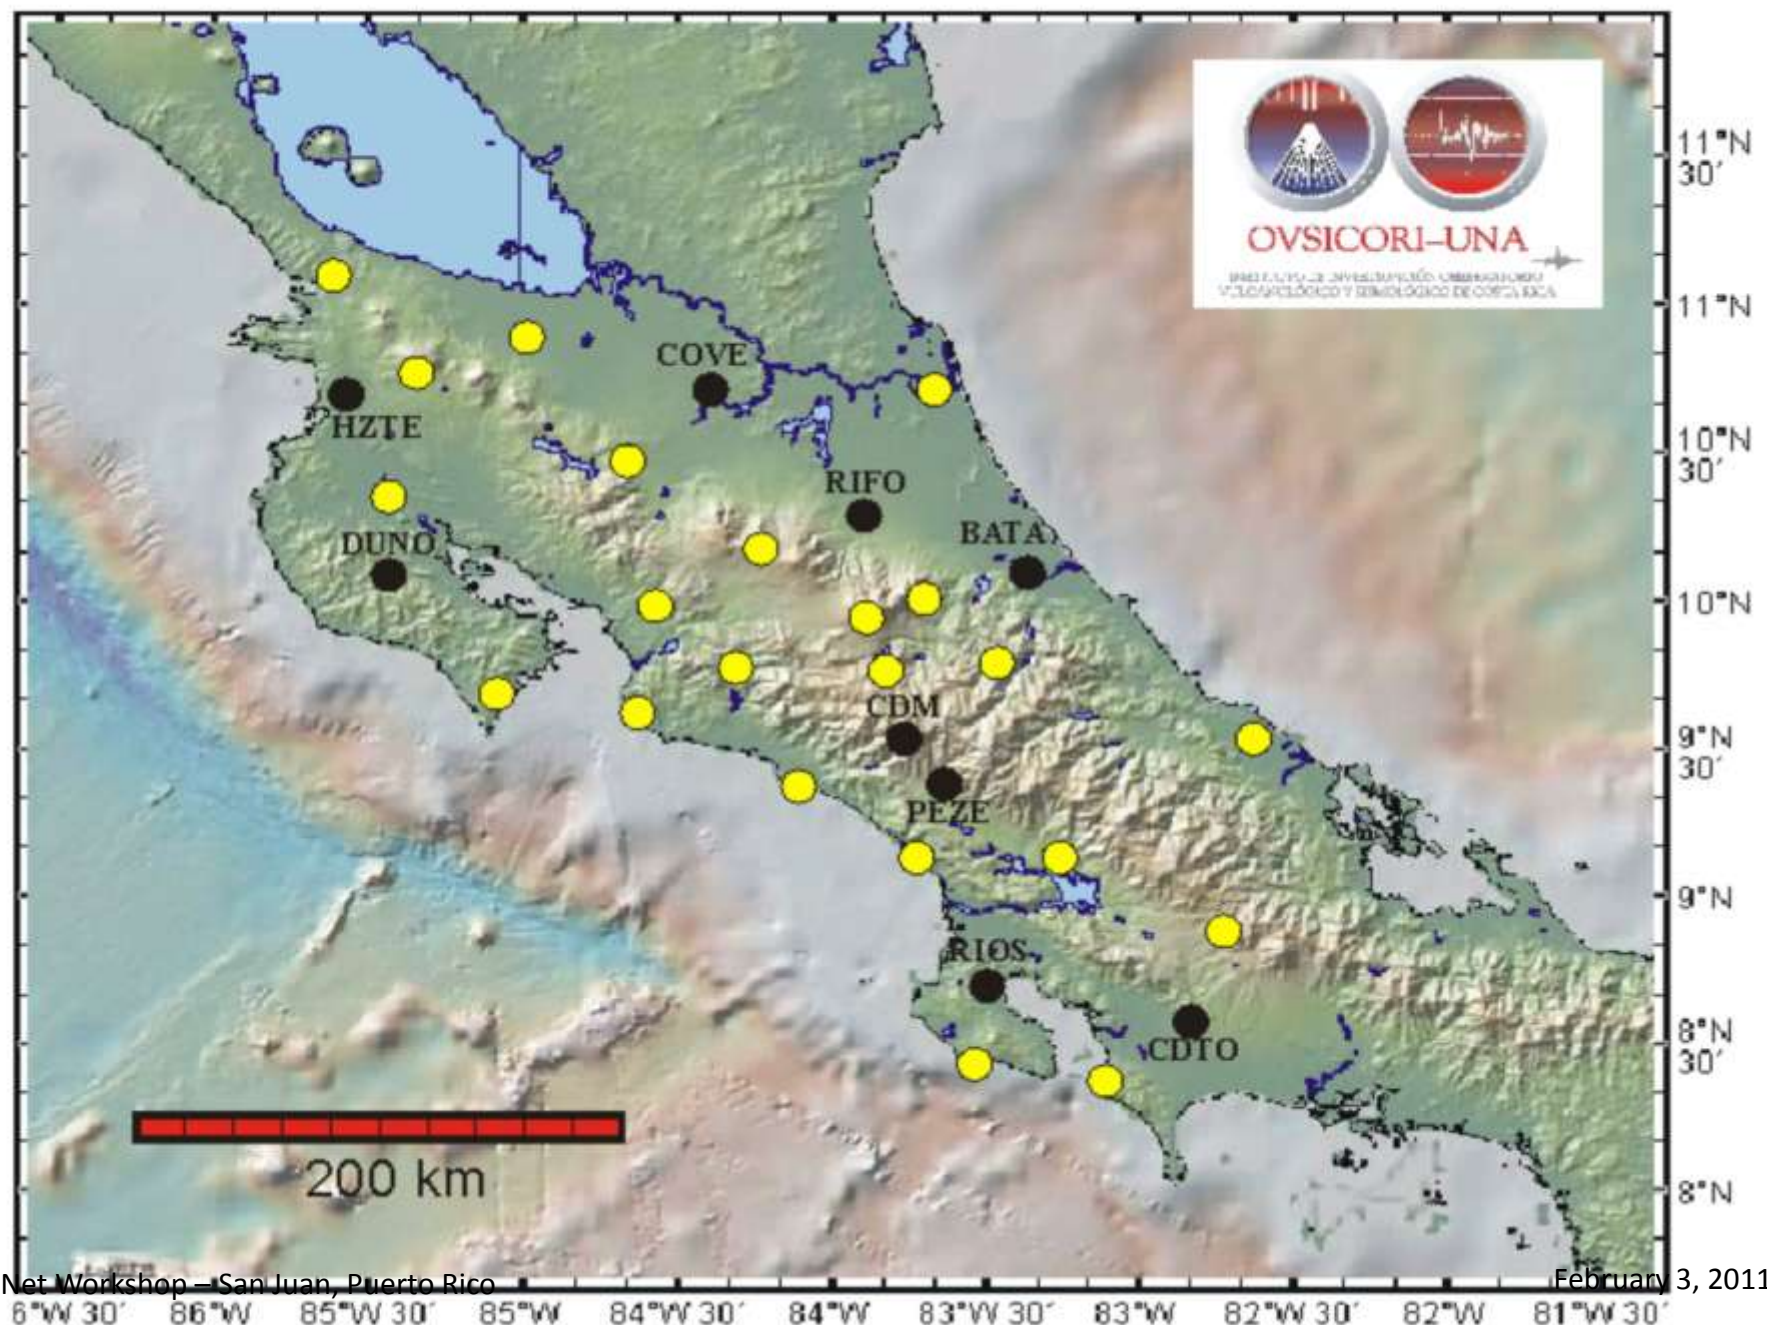 11°N
30′
OVSICORI–UNA
11°N
COVE
HZTE
10°N
30′
RIFO
BATA
DUNO
10°N
CDM
9°N
30′
PEZE
9°N
RIOS
8°N
30′
CDTO
200 km
8°N
Net Workshop – San Juan, Puerto Rico
February 3, 2011
6°W 30′ 86°W 85°W 30′ 85°W 84°W 30′ 84°W 83°W 30′ 83°W 82°W 30′ 82°W 81°W 30′